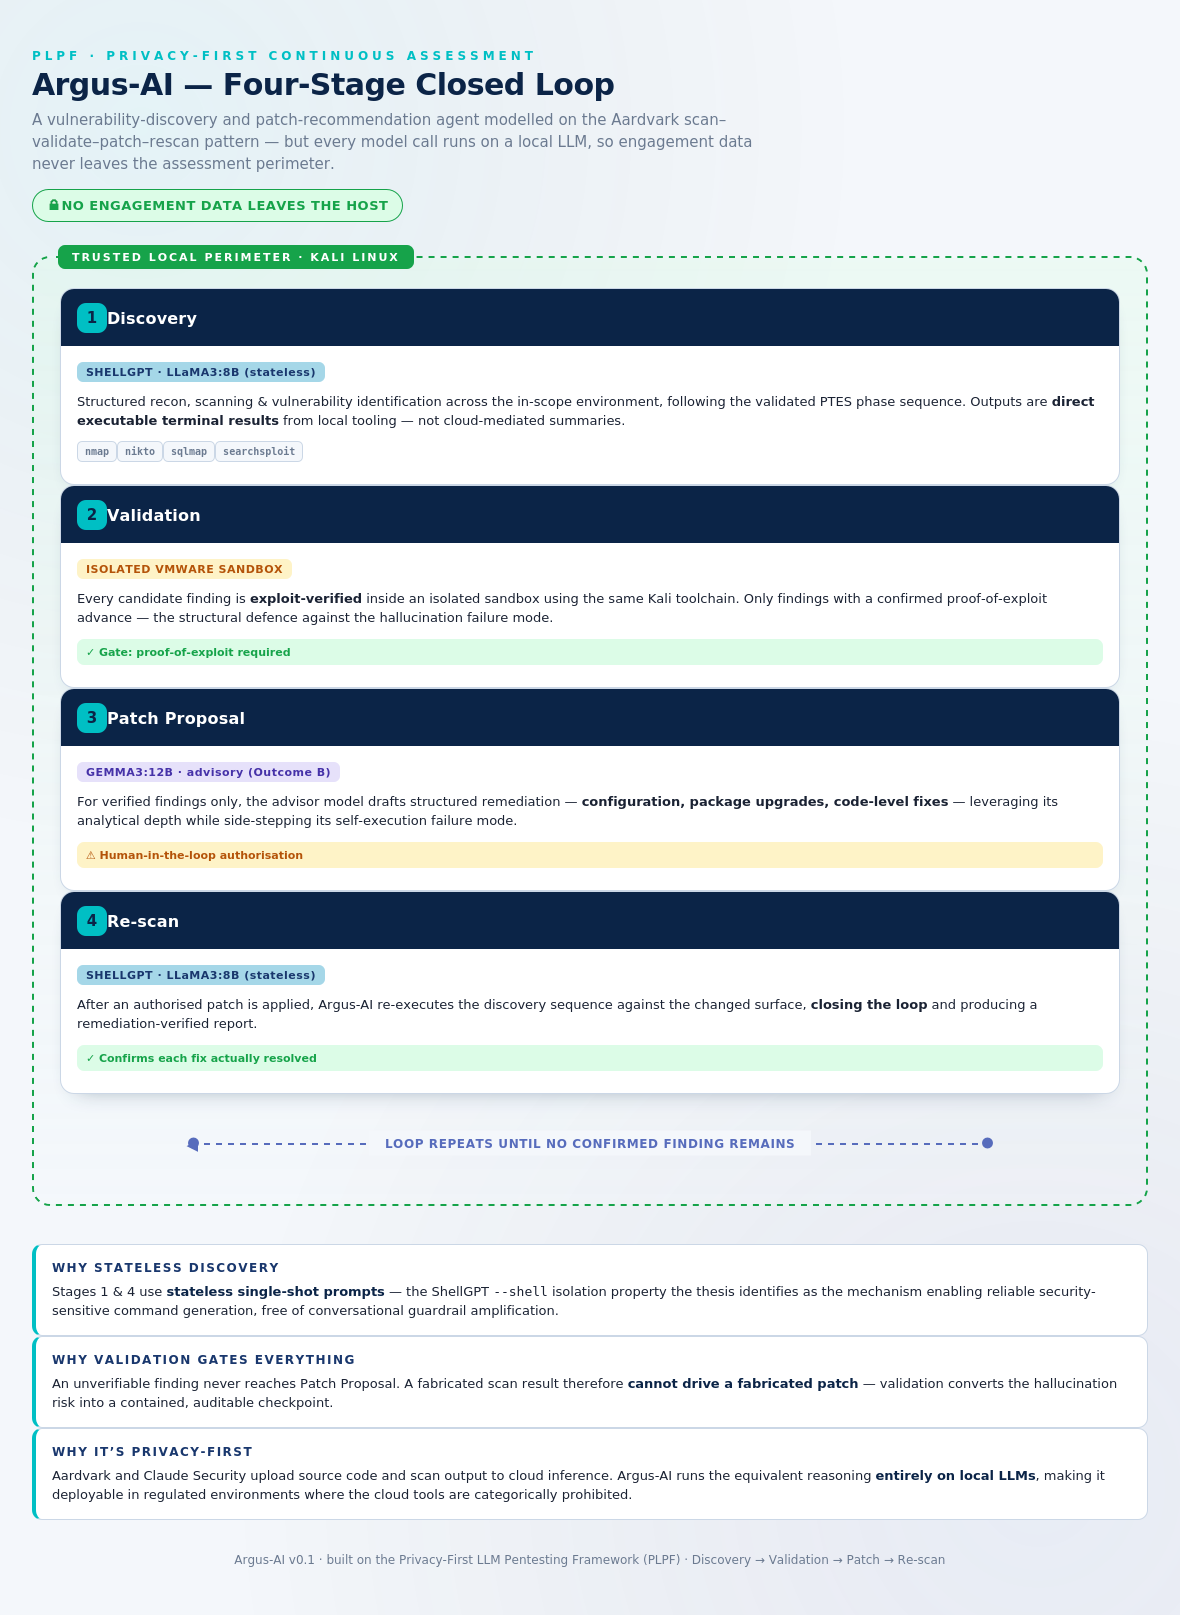 PLPF · PRIVACY-FIRST CONTINUOUS ASSESSMENT
Argus-AI — Four-Stage Closed Loop
A vulnerability-discovery and patch-recommendation agent modelled on the Aardvark scan–
validate–patch–rescan pattern — but every model call runs on a local LLM, so engagement data
never leaves the assessment perimeter.
NO ENGAGEMENT DATA LEAVES THE HOST
TRUSTED LOCAL PERIMETER · KALI LINUX
1 Discovery
SHELLGPT · LLaMA3:8B (stateless)
Structured recon, scanning & vulnerability identification across the in-scope environment, following the validated PTES phase sequence. Outputs are direct
executable terminal results from local tooling — not cloud-mediated summaries.
nmap nikto sqlmap searchsploit
2 Validation
ISOLATED VMWARE SANDBOX
Every candidate finding is exploit-verified inside an isolated sandbox using the same Kali toolchain. Only findings with a confirmed proof-of-exploit
advance — the structural defence against the hallucination failure mode.
✓ Gate: proof-of-exploit required
3 Patch Proposal
GEMMA3:12B · advisory (Outcome B)
For verified findings only, the advisor model drafts structured remediation — configuration, package upgrades, code-level fixes — leveraging its
analytical depth while side-stepping its self-execution failure mode.
⚠ Human-in-the-loop authorisation
4 Re-scan
SHELLGPT · LLaMA3:8B (stateless)
After an authorised patch is applied, Argus-AI re-executes the discovery sequence against the changed surface, closing the loop and producing a
remediation-verified report.
✓ Confirms each fix actually resolved
LOOP REPEATS UNTIL NO CONFIRMED FINDING REMAINS
WHY STATELESS DISCOVERY
Stages 1 & 4 use stateless single-shot prompts — the ShellGPT --shell isolation property the thesis identifies as the mechanism enabling reliable security-
sensitive command generation, free of conversational guardrail amplification.
WHY VALIDATION GATES EVERYTHING
An unverifiable finding never reaches Patch Proposal. A fabricated scan result therefore cannot drive a fabricated patch — validation converts the hallucination
risk into a contained, auditable checkpoint.
WHY IT’S PRIVACY-FIRST
Aardvark and Claude Security upload source code and scan output to cloud inference. Argus-AI runs the equivalent reasoning entirely on local LLMs, making it
deployable in regulated environments where the cloud tools are categorically prohibited.
Argus-AI v0.1 · built on the Privacy-First LLM Pentesting Framework (PLPF) · Discovery → Validation → Patch → Re-scan